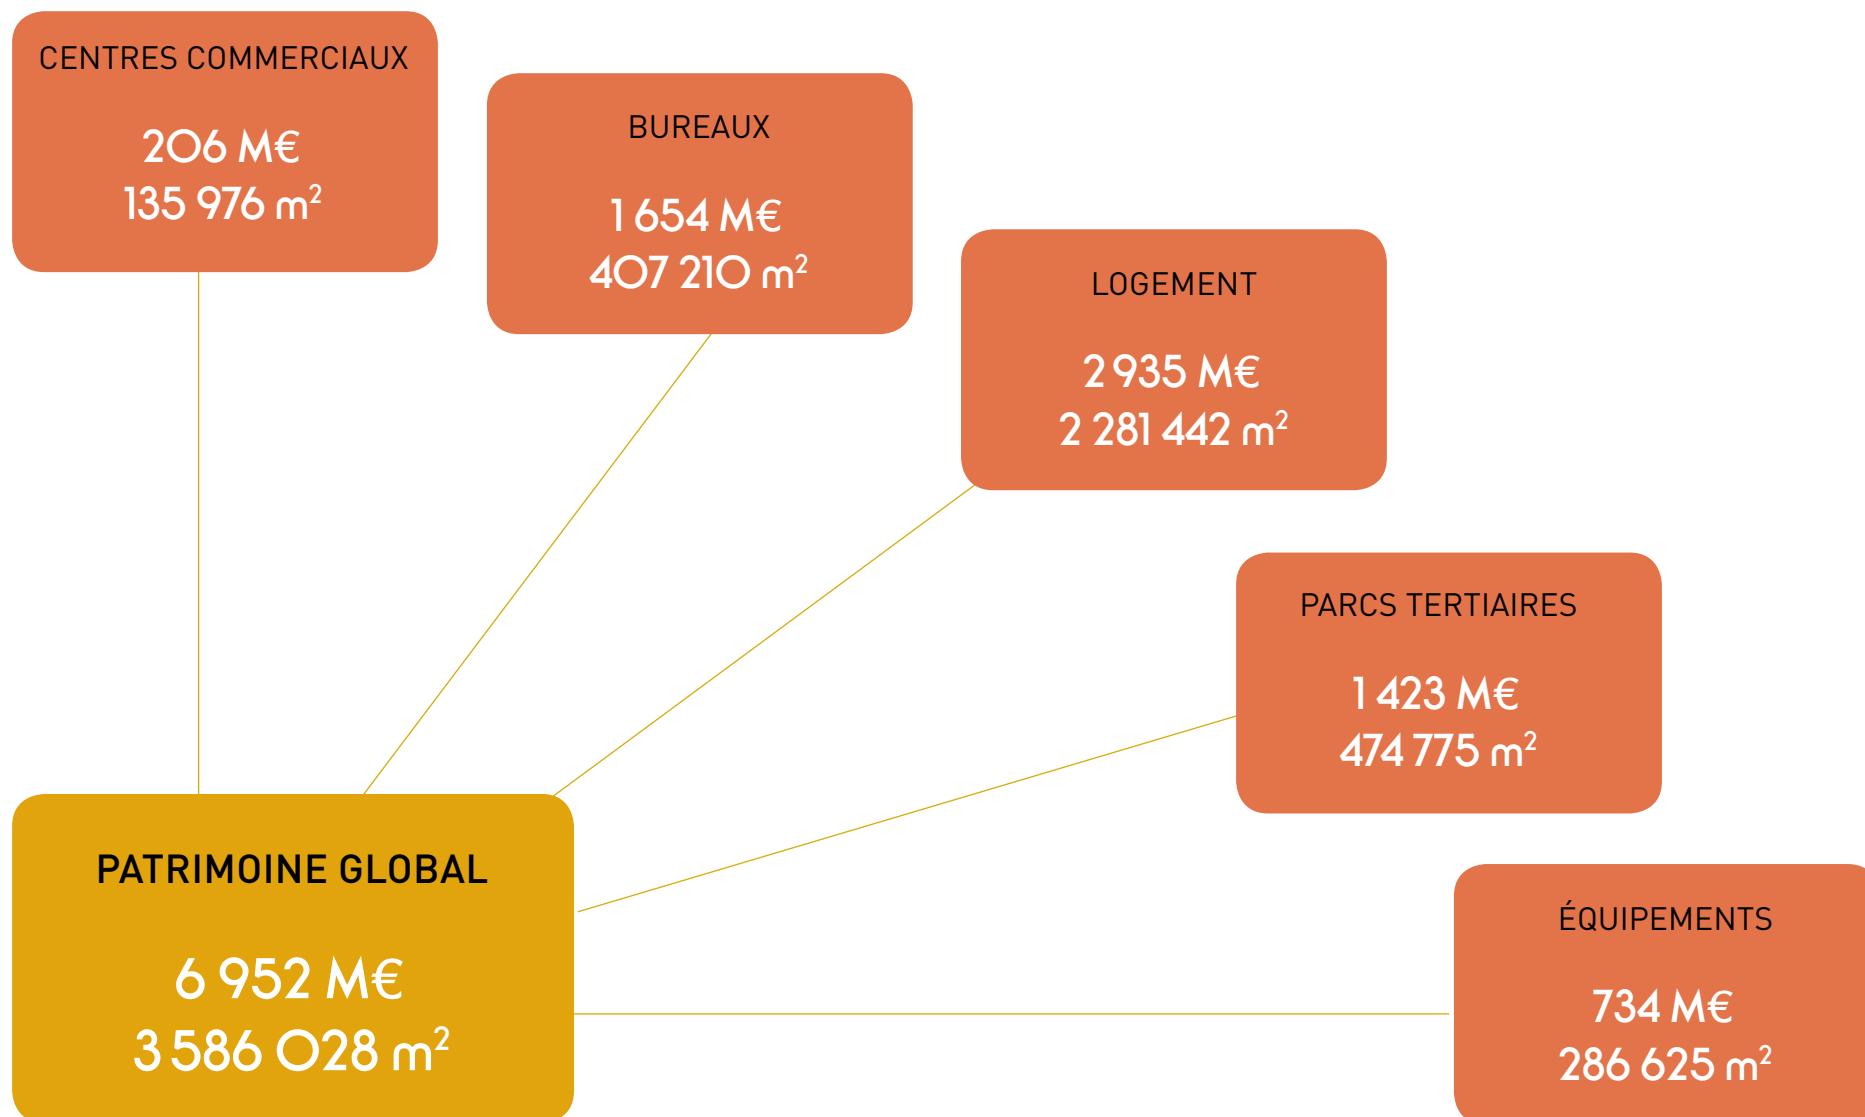 CENTRES COMMERCIAUX
206 M€
135 976 m²
BUREAUX
1 654 M€
407 210 m²
LOGEMENT
2 935 M€
2 281 442 m²
PARCS TERTIAIRES
1 423 M€
474 775 m²
PATRIMOINE GLOBAL
6 952 M€
3 586 028 m²
ÉQUIPEMENTS
734 M€
286 625 m²